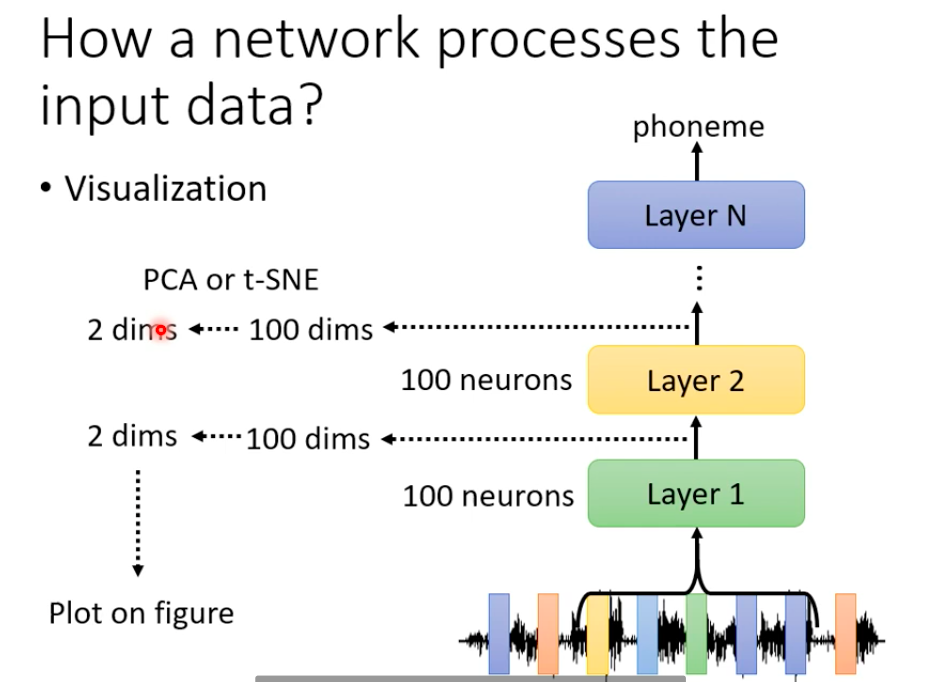 How a network processes the
input data?
• Visualization
phoneme
Layer N
PCA or t-SNE
2 dims
100 dims
100 neurons
Layer 2
2 dims
100 dims
100 neurons
Layer 1
Plot on figure